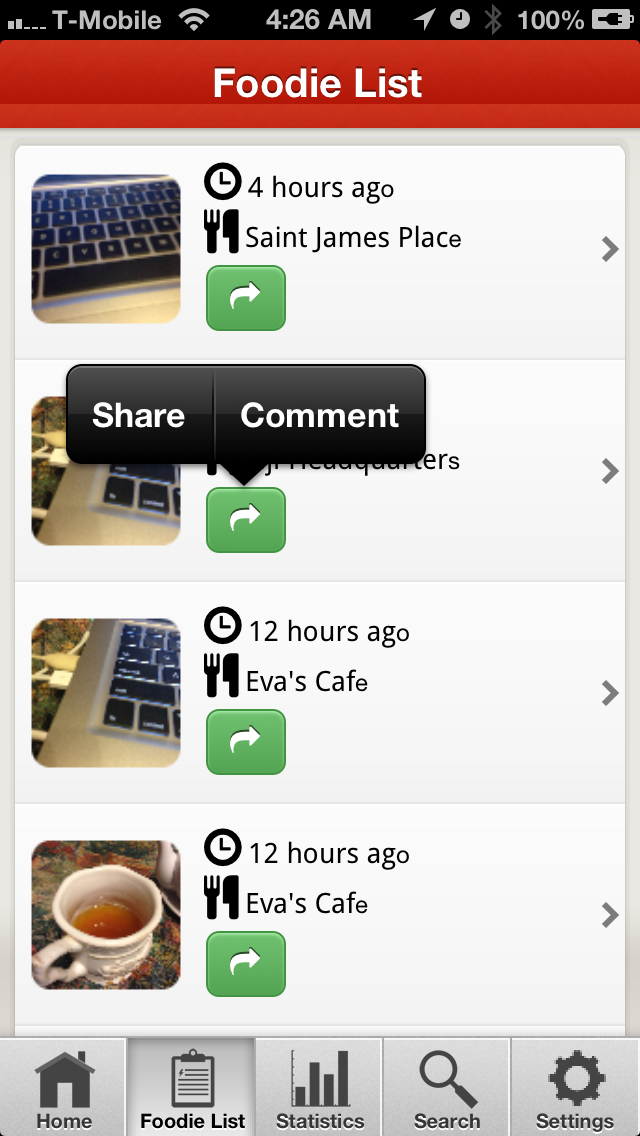 T-Mobile 4:26 AM 100%
Foodie List
4 hours ago
Saint James Place
Share Comment
Headquarters
12 hours ago
Eva's Cafe
12 hours ago
Eva's Cafe
Home Foodie List Statistics Search Settings